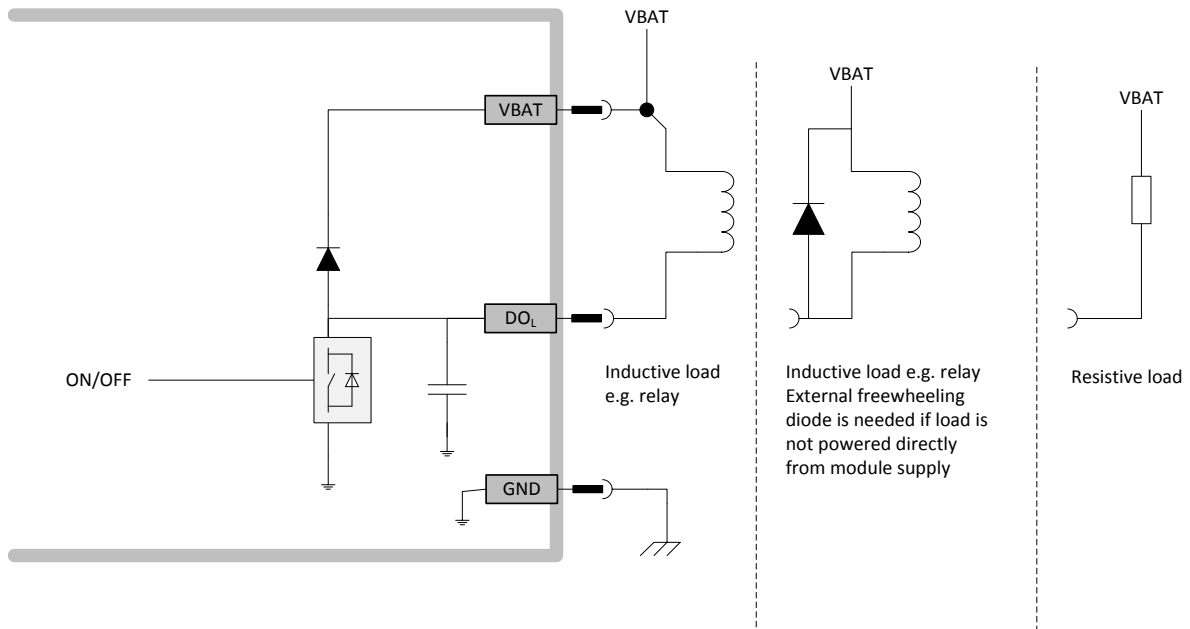 VBAT
VBAT
VBAT
VBAT
DOL
ON/OFF
Inductive load
e.g. relay
Inductive load e.g. relay
External freewheeling
diode is needed if load is
not powered directly
from module supply
Resistive load
GND